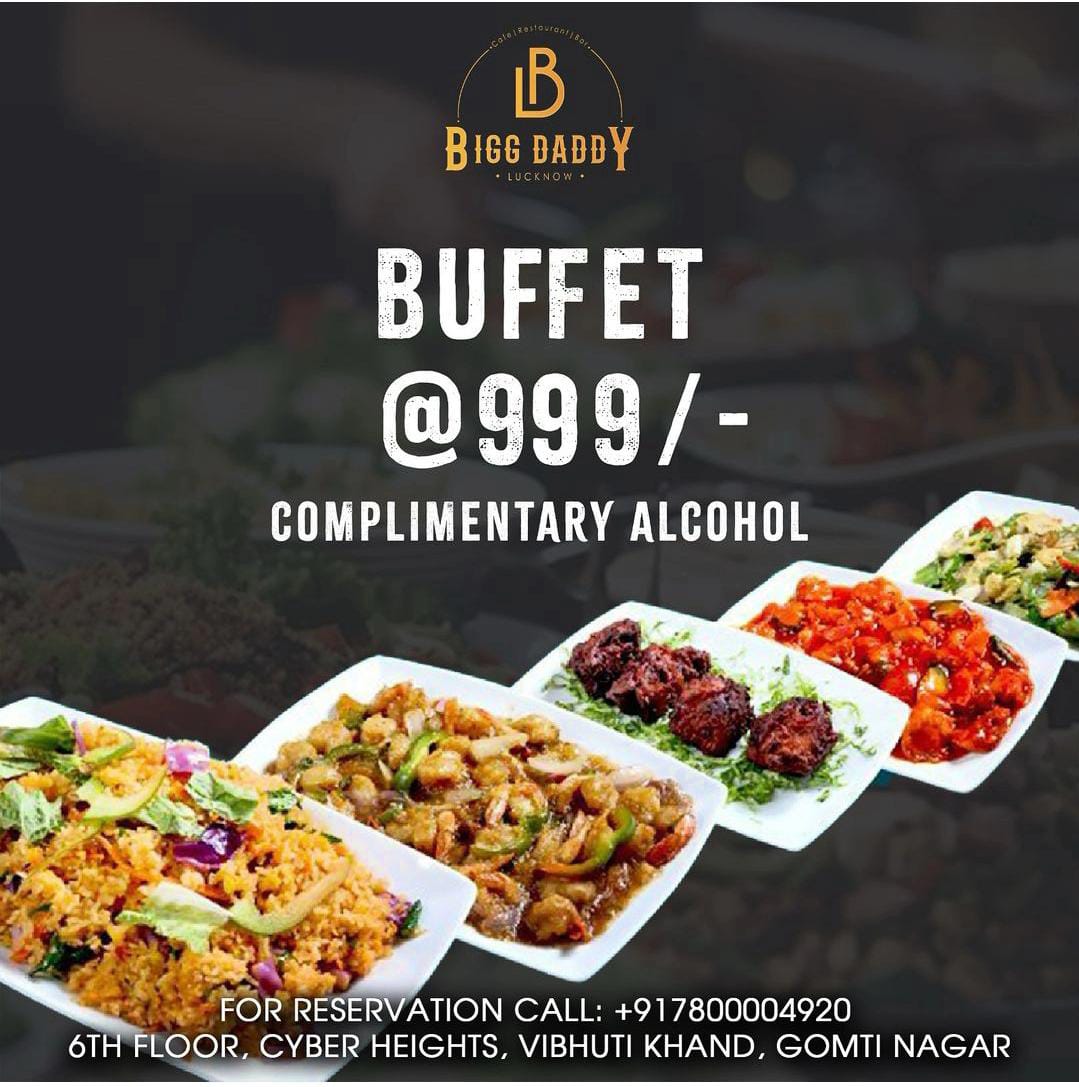 Cafe|Restaurant|Bar
B
BIGG DADDY
• LUCKNOW •
BUFFET
@999/-
COMPLIMENTARY ALCOHOL
FOR RESERVATION CALL: +917800004920
6TH FLOOR, CYBER HEIGHTS, VIBHUTI KHAND, GOMTI NAGAR